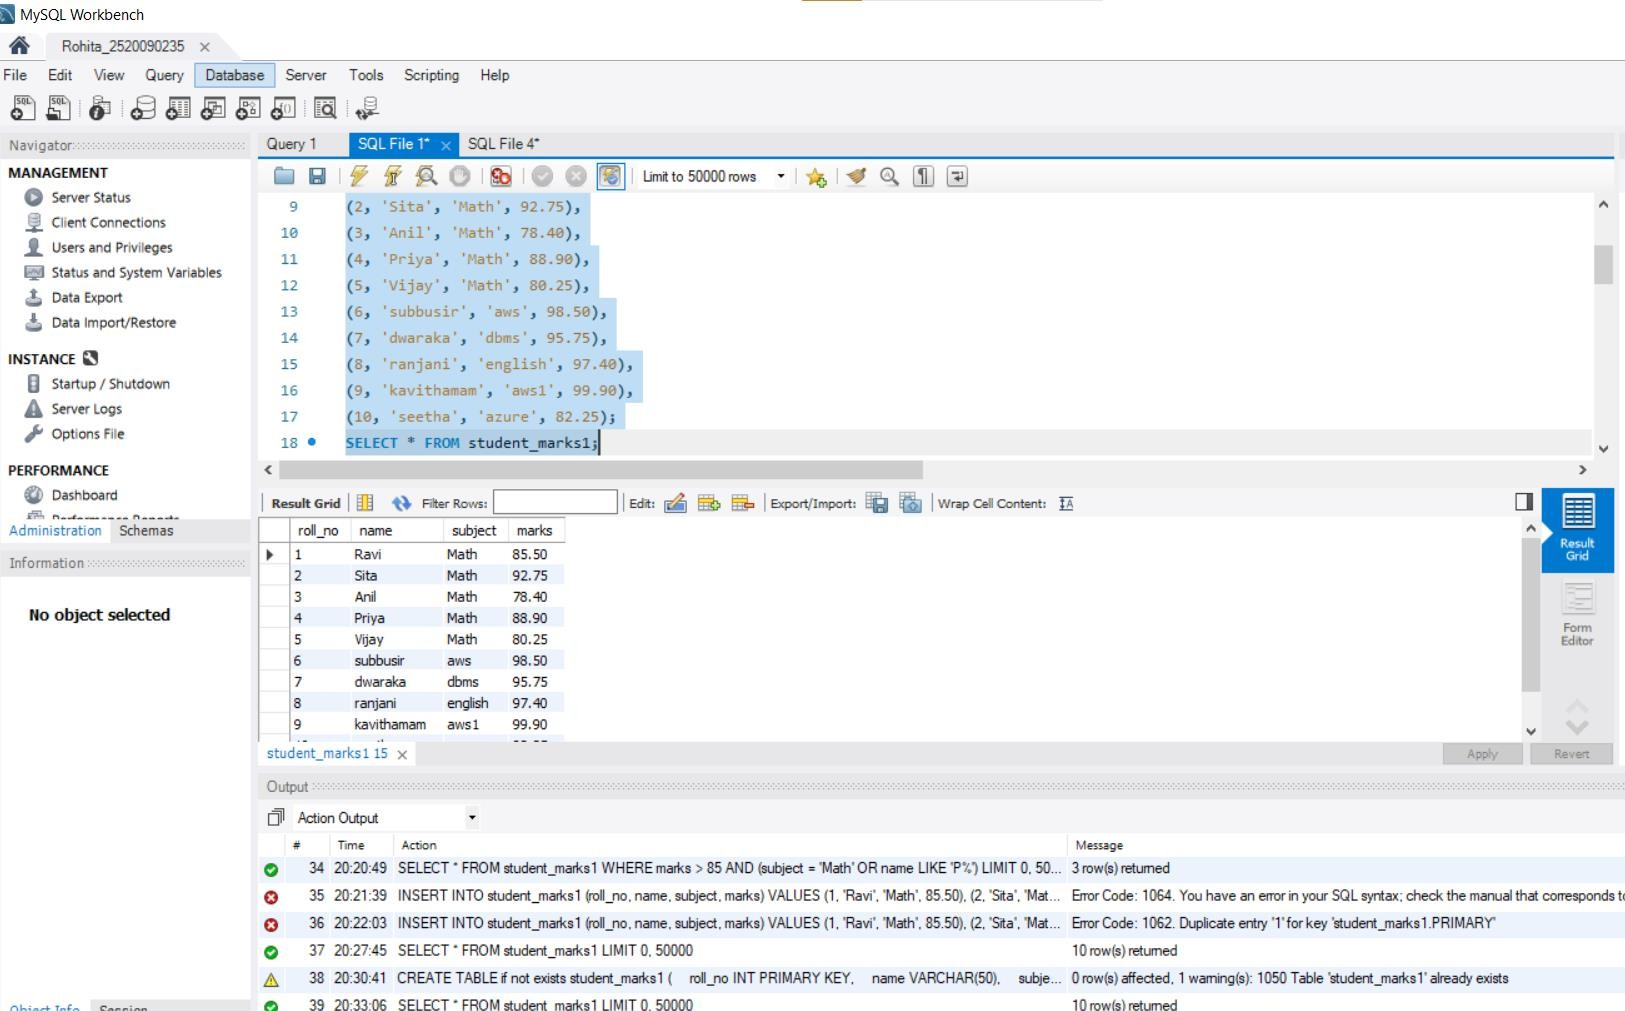 MySQL Workbench
Rohita_2520090235
File Edit View Query Database Server Tools Scripting Help
Navigator
MANAGEMENT
Server Status
Client Connections
Users and Privileges
Status and System Variables
Data Export
Data Import/Restore
INSTANCE
Startup / Shutdown
Server Logs
Options File
PERFORMANCE
Dashboard
Performance Reports
Administration Schemas
Information
No object selected
Object Info Session
Query 1 SQL File 1* SQL File 4*
Limit to 50000 rows
9 (2, 'Sita', 'Math', 92.75),
10 (3, 'Anil', 'Math', 78.40),
11 (4, 'Priya', 'Math', 88.90),
12 (5, 'Vijay', 'Math', 80.25),
13 (6, 'subbusir', 'aws', 98.50),
14 (7, 'dwaraka', 'dbms', 95.75),
15 (8, 'ranjani', 'english', 97.40),
16 (9, 'kavithamam', 'aws1', 99.90),
17 (10, 'seetha', 'azure', 82.25);
18 SELECT * FROM student_marks1;
Result Grid Filter Rows: Edit: Export/Import: Wrap Cell Content:
roll_no name subject marks
1 Ravi Math 85.50
2 Sita Math 92.75
3 Anil Math 78.40
4 Priya Math 88.90
5 Vijay Math 80.25
6 subbusir aws 98.50
7 dwaraka dbms 95.75
8 ranjani english 97.40
9 kavithamam aws1 99.90
Result
Grid
Form
Editor
student_marks1 15
Apply Revert
Output
Action Output
# Time Action Message
34 20:20:49 SELECT * FROM student_marks1 WHERE marks > 85 AND (subject = 'Math' OR name LIKE 'P%') LIMIT 0, 50... 3 row(s) returned
35 20:21:39 INSERT INTO student_marks1 (roll_no, name, subject, marks) VALUES (1, 'Ravi', 'Math', 85.50), (2, 'Sita', 'Mat... Error Code: 1064. You have an error in your SQL syntax; check the manual that corresponds to
36 20:22:03 INSERT INTO student_marks1 (roll_no, name, subject, marks) VALUES (1, 'Ravi', 'Math', 85.50), (2, 'Sita', 'Mat... Error Code: 1062. Duplicate entry '1' for key 'student_marks1.PRIMARY'
37 20:27:45 SELECT * FROM student_marks1 LIMIT 0, 50000 10 row(s) returned
38 20:30:41 CREATE TABLE if not exists student_marks1 ( roll_no INT PRIMARY KEY, name VARCHAR(50), subje... 0 row(s) affected, 1 warning(s): 1050 Table 'student_marks1' already exists
39 20:33:06 SELECT * FROM student_marks1 LIMIT 0, 50000 10 row(s) returned